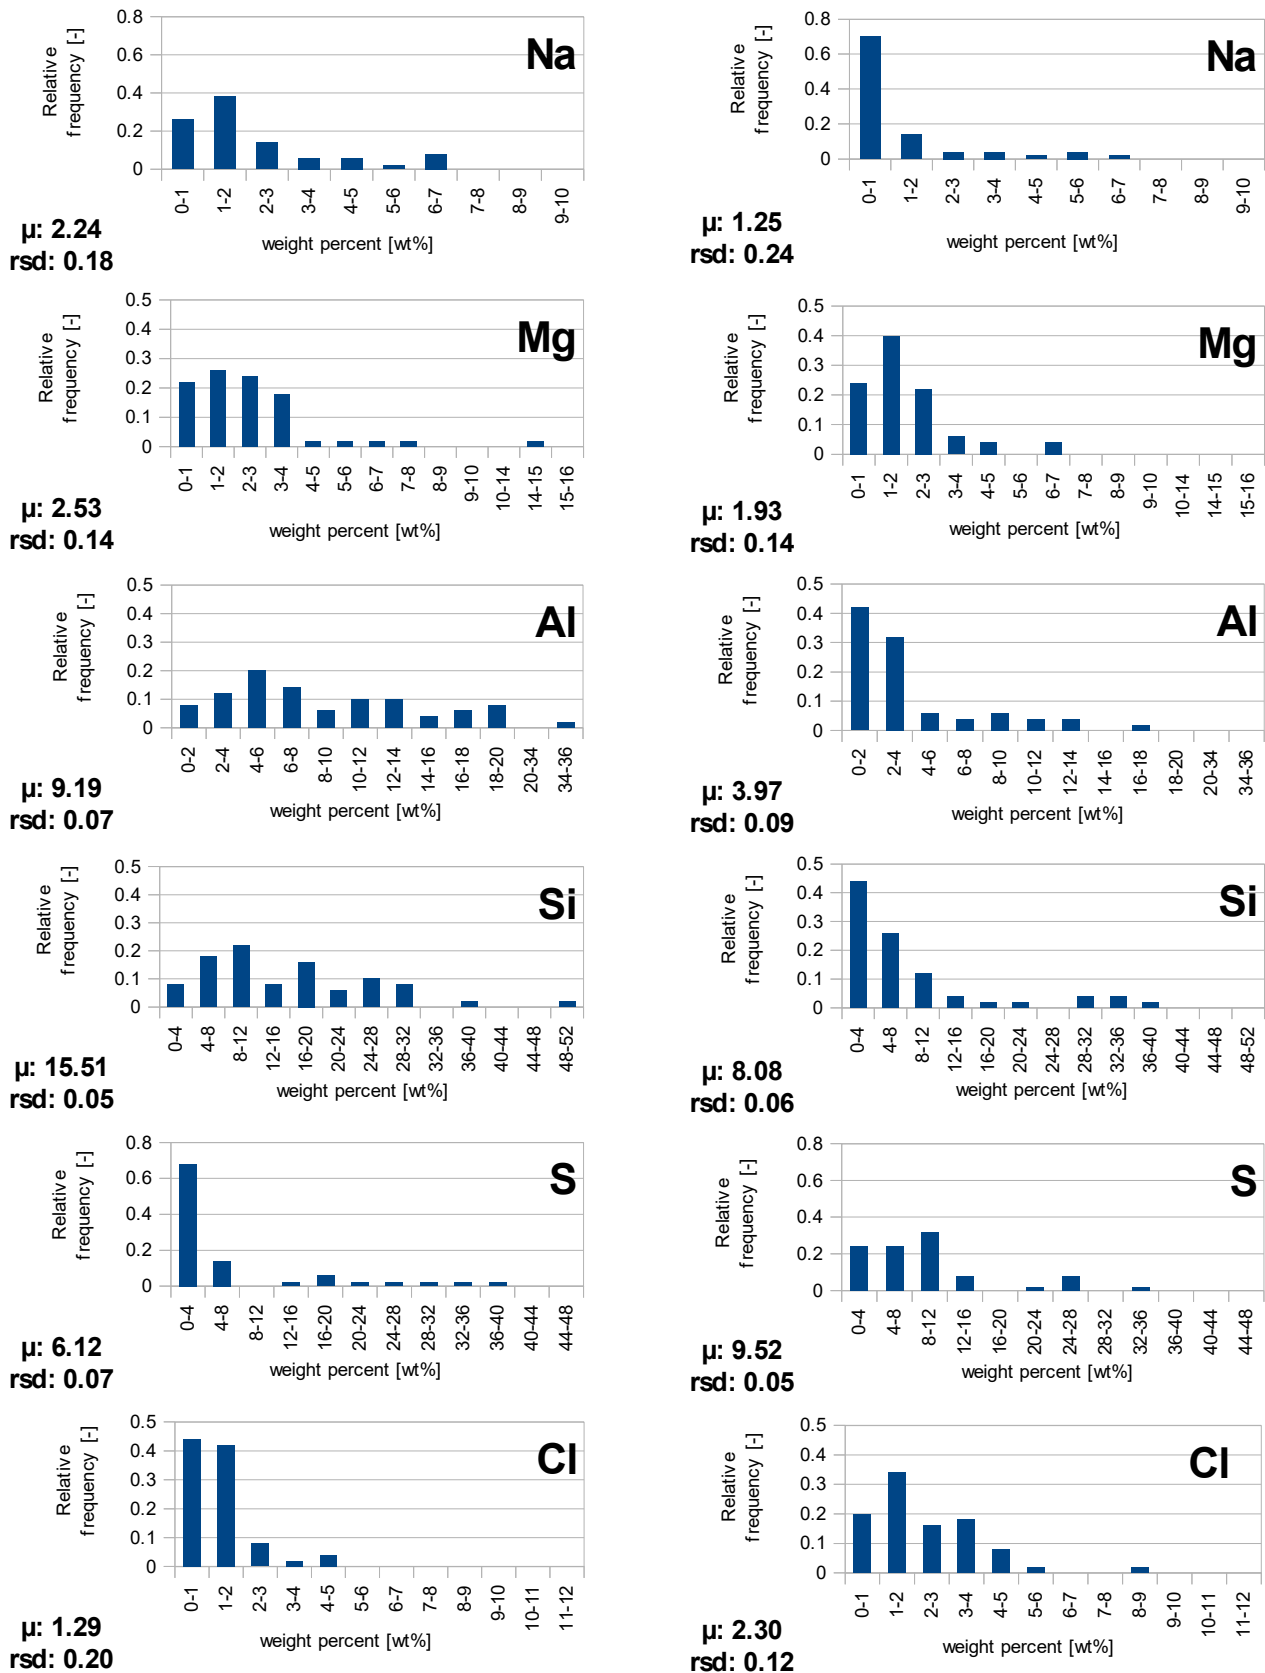 Relative
frequency [-]
0.8
0.6
0.4
0.2
0
Na
0-1
1-2
2-3
3-4
4-5
5-6
6-7
7-8
8-9
9-10
weight percent [wt%]
µ: 2.24
rsd: 0.18
Relative
frequency [-]
0.8
0.6
0.4
0.2
0
Na
0-1
1-2
2-3
3-4
4-5
5-6
6-7
7-8
8-9
9-10
weight percent [wt%]
µ: 1.25
rsd: 0.24
Relative
frequency [-]
0.5
0.4
0.3
0.2
0.1
0
Mg
0-1
1-2
2-3
3-4
4-5
5-6
6-7
7-8
8-9
9-10
10-14
14-15
15-16
weight percent [wt%]
µ: 2.53
rsd: 0.14
Relative
frequency [-]
0.5
0.4
0.3
0.2
0.1
0
Mg
0-1
1-2
2-3
3-4
4-5
5-6
6-7
7-8
8-9
9-10
10-14
14-15
15-16
weight percent [wt%]
µ: 1.93
rsd: 0.14
Relative
frequency [-]
0.5
0.4
0.3
0.2
0.1
0
Al
0-2
2-4
4-6
6-8
8-10
10-12
12-14
14-16
16-18
18-20
20-34
34-36
weight percent [wt%]
µ: 9.19
rsd: 0.07
Relative
frequency [-]
0.5
0.4
0.3
0.2
0.1
0
Al
0-2
2-4
4-6
6-8
8-10
10-12
12-14
14-16
16-18
18-20
20-34
34-36
weight percent [wt%]
µ: 3.97
rsd: 0.09
Relative
frequency [-]
0.5
0.4
0.3
0.2
0.1
0
Si
0-4
4-8
8-12
12-16
16-20
20-24
24-28
28-32
32-36
36-40
40-44
44-48
48-52
weight percent [wt%]
µ: 15.51
rsd: 0.05
Relative
frequency [-]
0.5
0.4
0.3
0.2
0.1
0
Si
0-4
4-8
8-12
12-16
16-20
20-24
24-28
28-32
32-36
36-40
40-44
44-48
48-52
weight percent [wt%]
µ: 8.08
rsd: 0.06
Relative
frequency [-]
0.8
0.6
0.4
0.2
0
S
0-4
4-8
8-12
12-16
16-20
20-24
24-28
28-32
32-36
36-40
40-44
44-48
weight percent [wt%]
µ: 6.12
rsd: 0.07
Relative
frequency [-]
0.8
0.6
0.4
0.2
0
S
0-4
4-8
8-12
12-16
16-20
20-24
24-28
28-32
32-36
36-40
40-44
44-48
weight percent [wt%]
µ: 9.52
rsd: 0.05
Relative
frequency [-]
0.5
0.4
0.3
0.2
0.1
0
Cl
0-1
1-2
2-3
3-4
4-5
5-6
6-7
7-8
8-9
9-10
10-11
11-12
weight percent [wt%]
µ: 1.29
rsd: 0.20
Relative
frequency [-]
0.5
0.4
0.3
0.2
0.1
0
Cl
0-1
1-2
2-3
3-4
4-5
5-6
6-7
7-8
8-9
9-10
10-11
11-12
weight percent [wt%]
µ: 2.30
rsd: 0.12